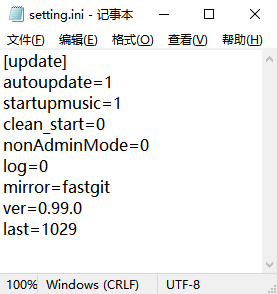 setting.ini - 记事本
文件(F) 编辑(E) 格式(O) 查看(V) 帮助(H)
[update]
autoupdate=1
startupmusic=1
clean_start=0
nonAdminMode=0
log=0
mirror=fastgit
ver=0.99.0
last=1029
100% Windows (CRLF) UTF-8